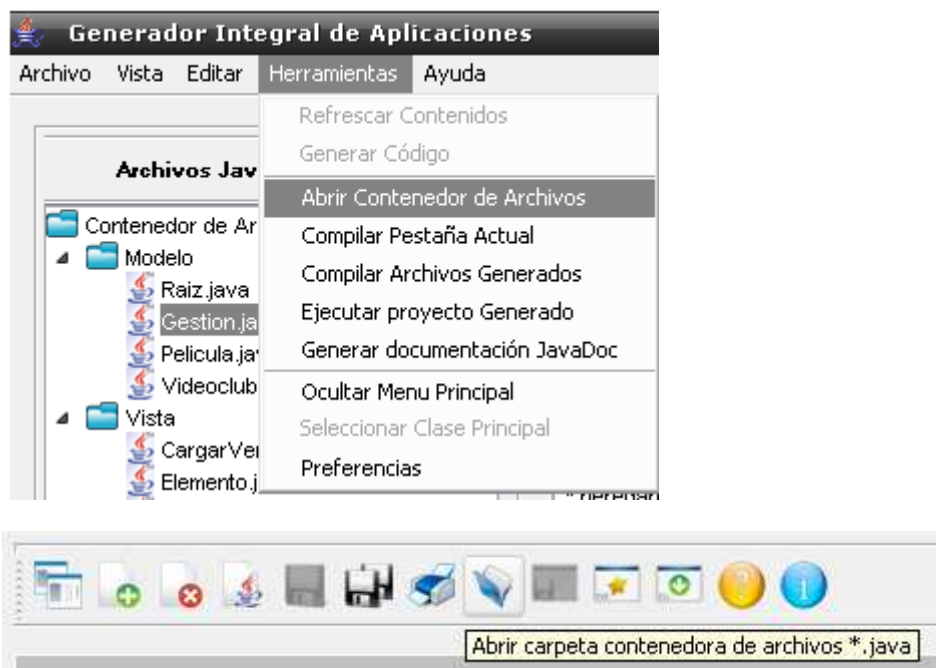 Generador Integral de Aplicaciones
Archivo Vista Editar Herramientas Ayuda
Refrescar Contenidos
Generar Código
Archivos Jav
Abrir Contenedor de Archivos
Contenedor de Ar
Compilar Pestaña Actual
Modelo
Compilar Archivos Generados
Raiz.java
Ejecutar proyecto Generado
Gestion.ja
Generar documentación JavaDoc
Pelicula.ja
Videoclub
Ocultar Menu Principal
Vista
Seleccionar Clase Principal
CargarVe
Preferencias
Elemento.j
Abrir carpeta contenedora de archivos *.java